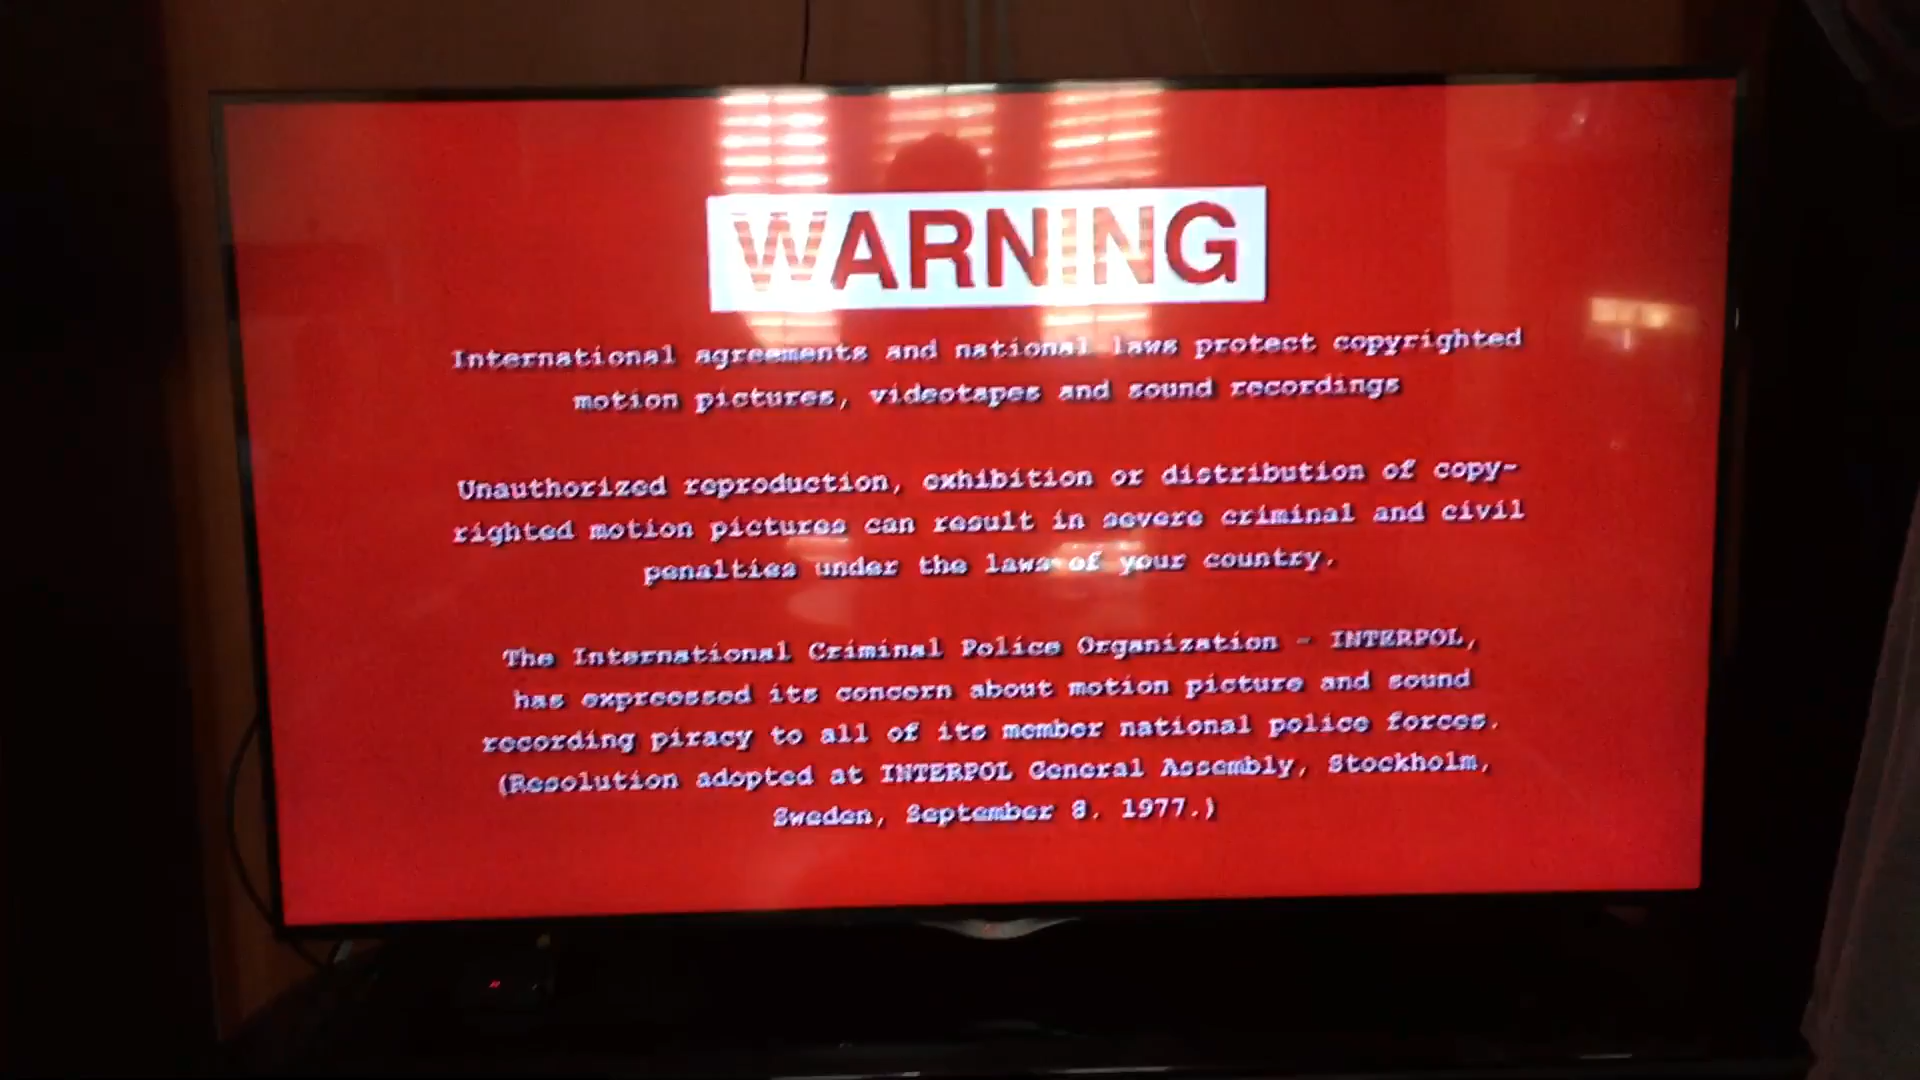 WARNING
International agreements and national laws protect copyrighted
motion pictures, videotapes and sound recordings
Unauthorized reproduction, exhibition or distribution of copy-
righted motion pictures can result in severe criminal and civil
penalties under the laws of your country.
The International Criminal Police Organization - INTERPOL,
has expressed its concern about motion picture and sound
recording piracy to all of its member national police forces.
(Resolution adopted at INTERPOL General Assembly, Stockholm,
Sweden, September 8. 1977.)